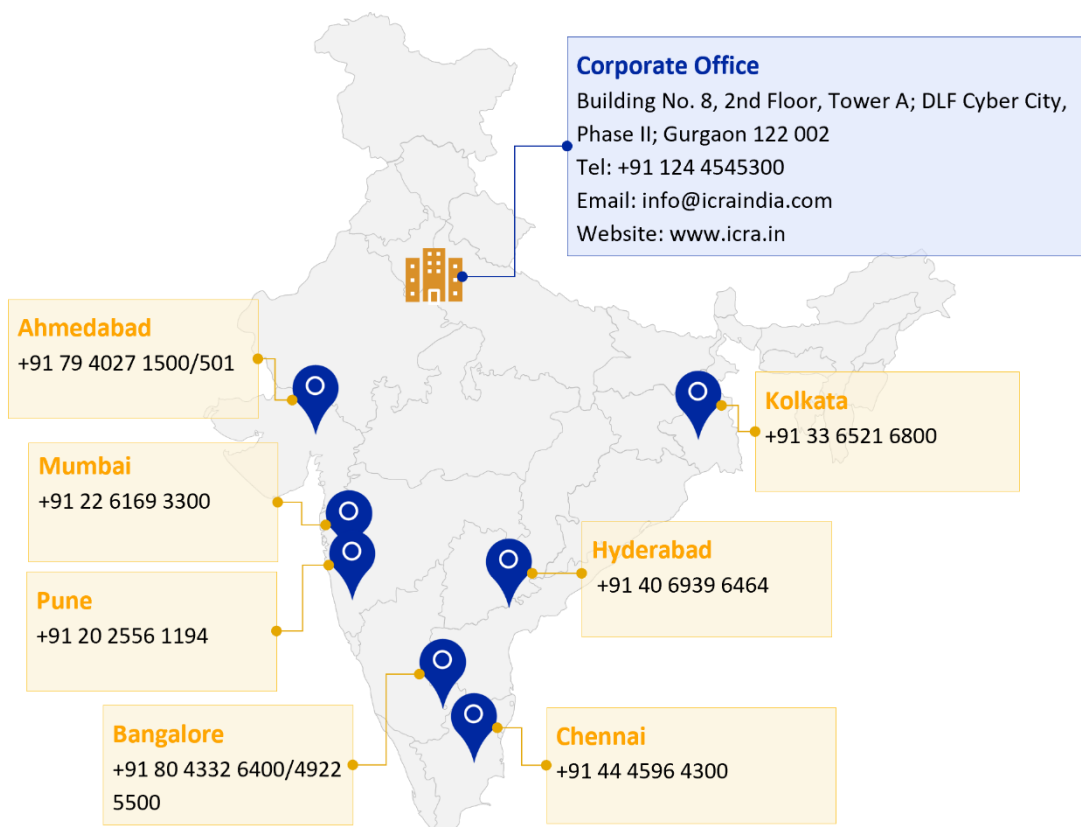 Corporate Office
Building No. 8, 2nd Floor, Tower A; DLF Cyber City,
Phase II; Gurgaon 122 002
Tel: +91 124 4545300
Email: info@icraindia.com
Website: www.icra.in
Ahmedabad
+91 79 4027 1500/501
Kolkata
+91 33 6521 6800
Mumbai
+91 22 6169 3300
Hyderabad
+91 40 6939 6464
Pune
+91 20 2556 1194
Bangalore
+91 80 4332 6400/4922
5500
Chennai
+91 44 4596 4300